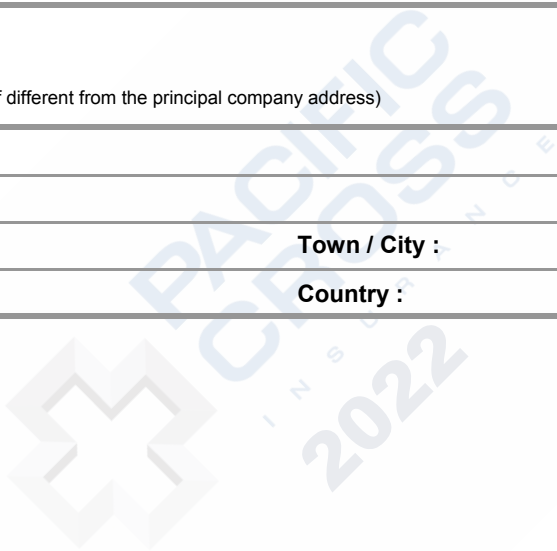 different from the principal company address)
Town / City :
Country :
PACIFIC
CROSS
INSURANCE
2022